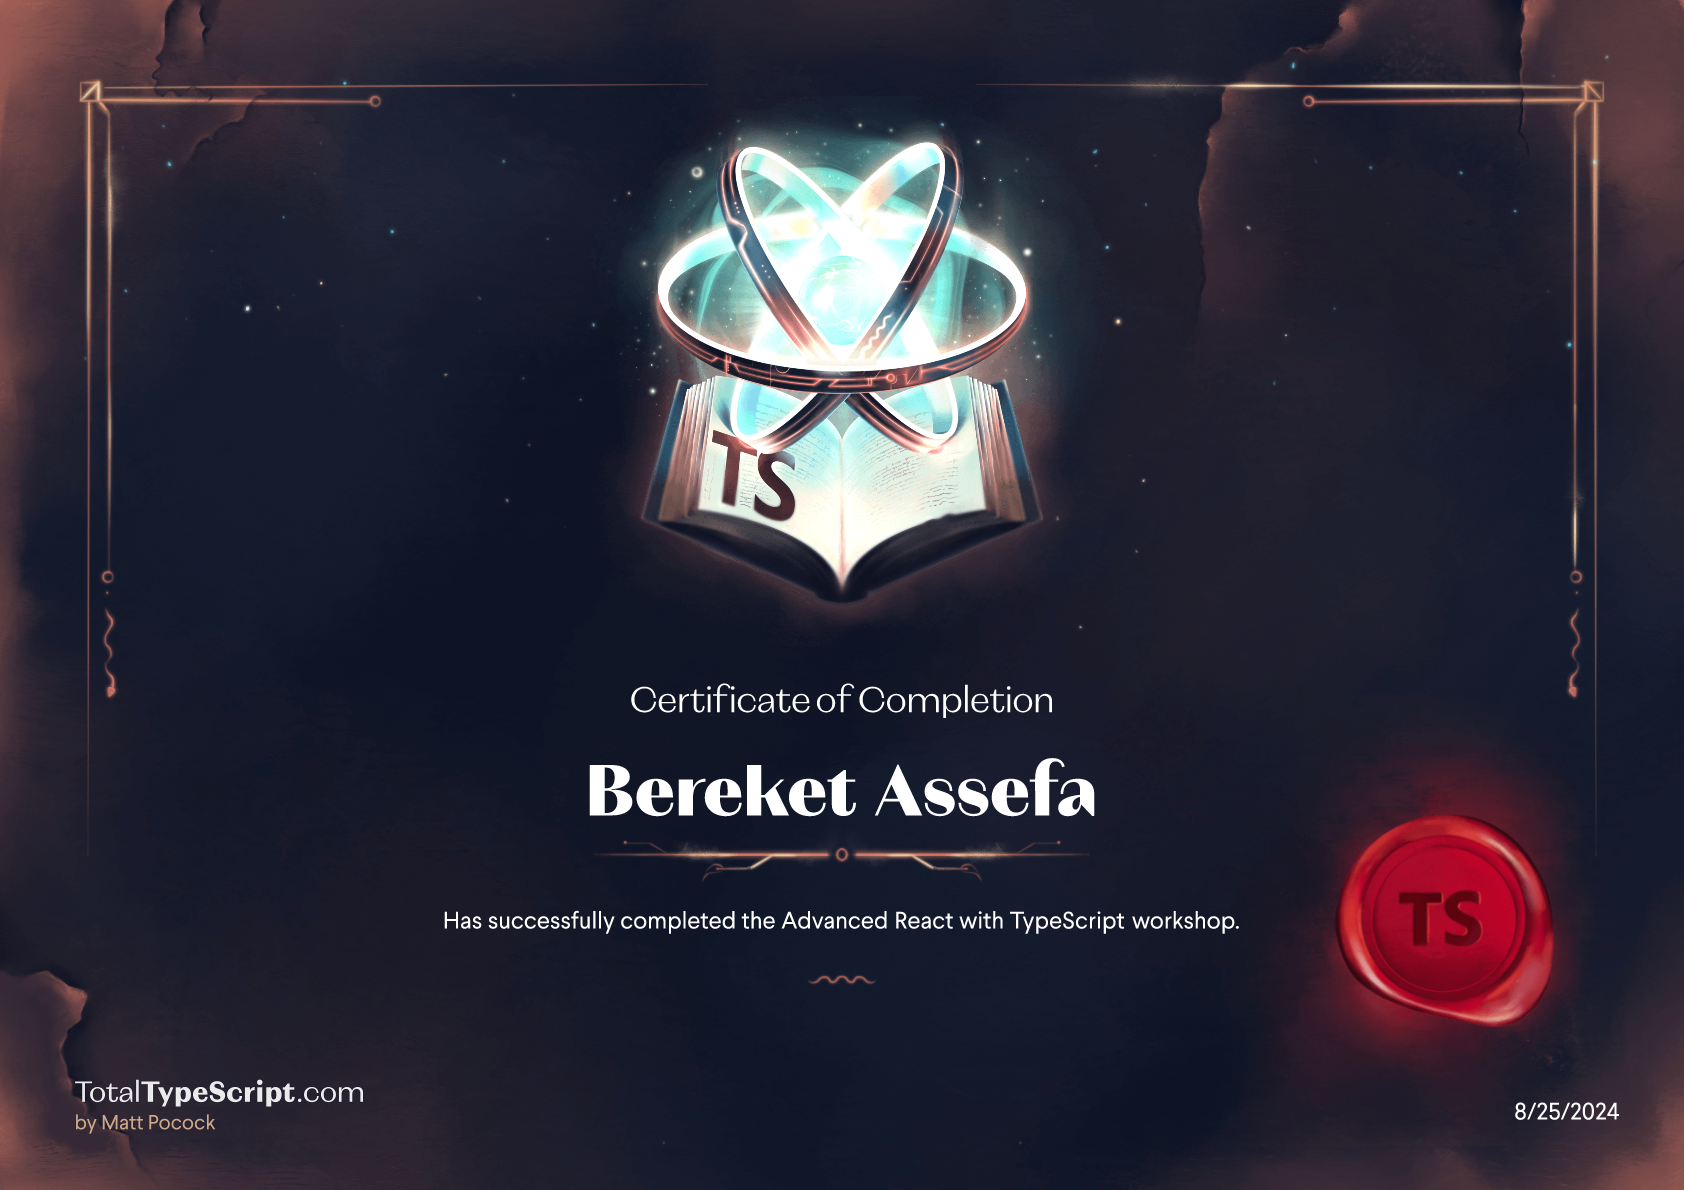 TS
Certificate of Completion
Bereket Assefa
Has successfully completed the Advanced React with TypeScript workshop.
TS
TotalTypeScript.com
by Matt Pocock
8/25/2024